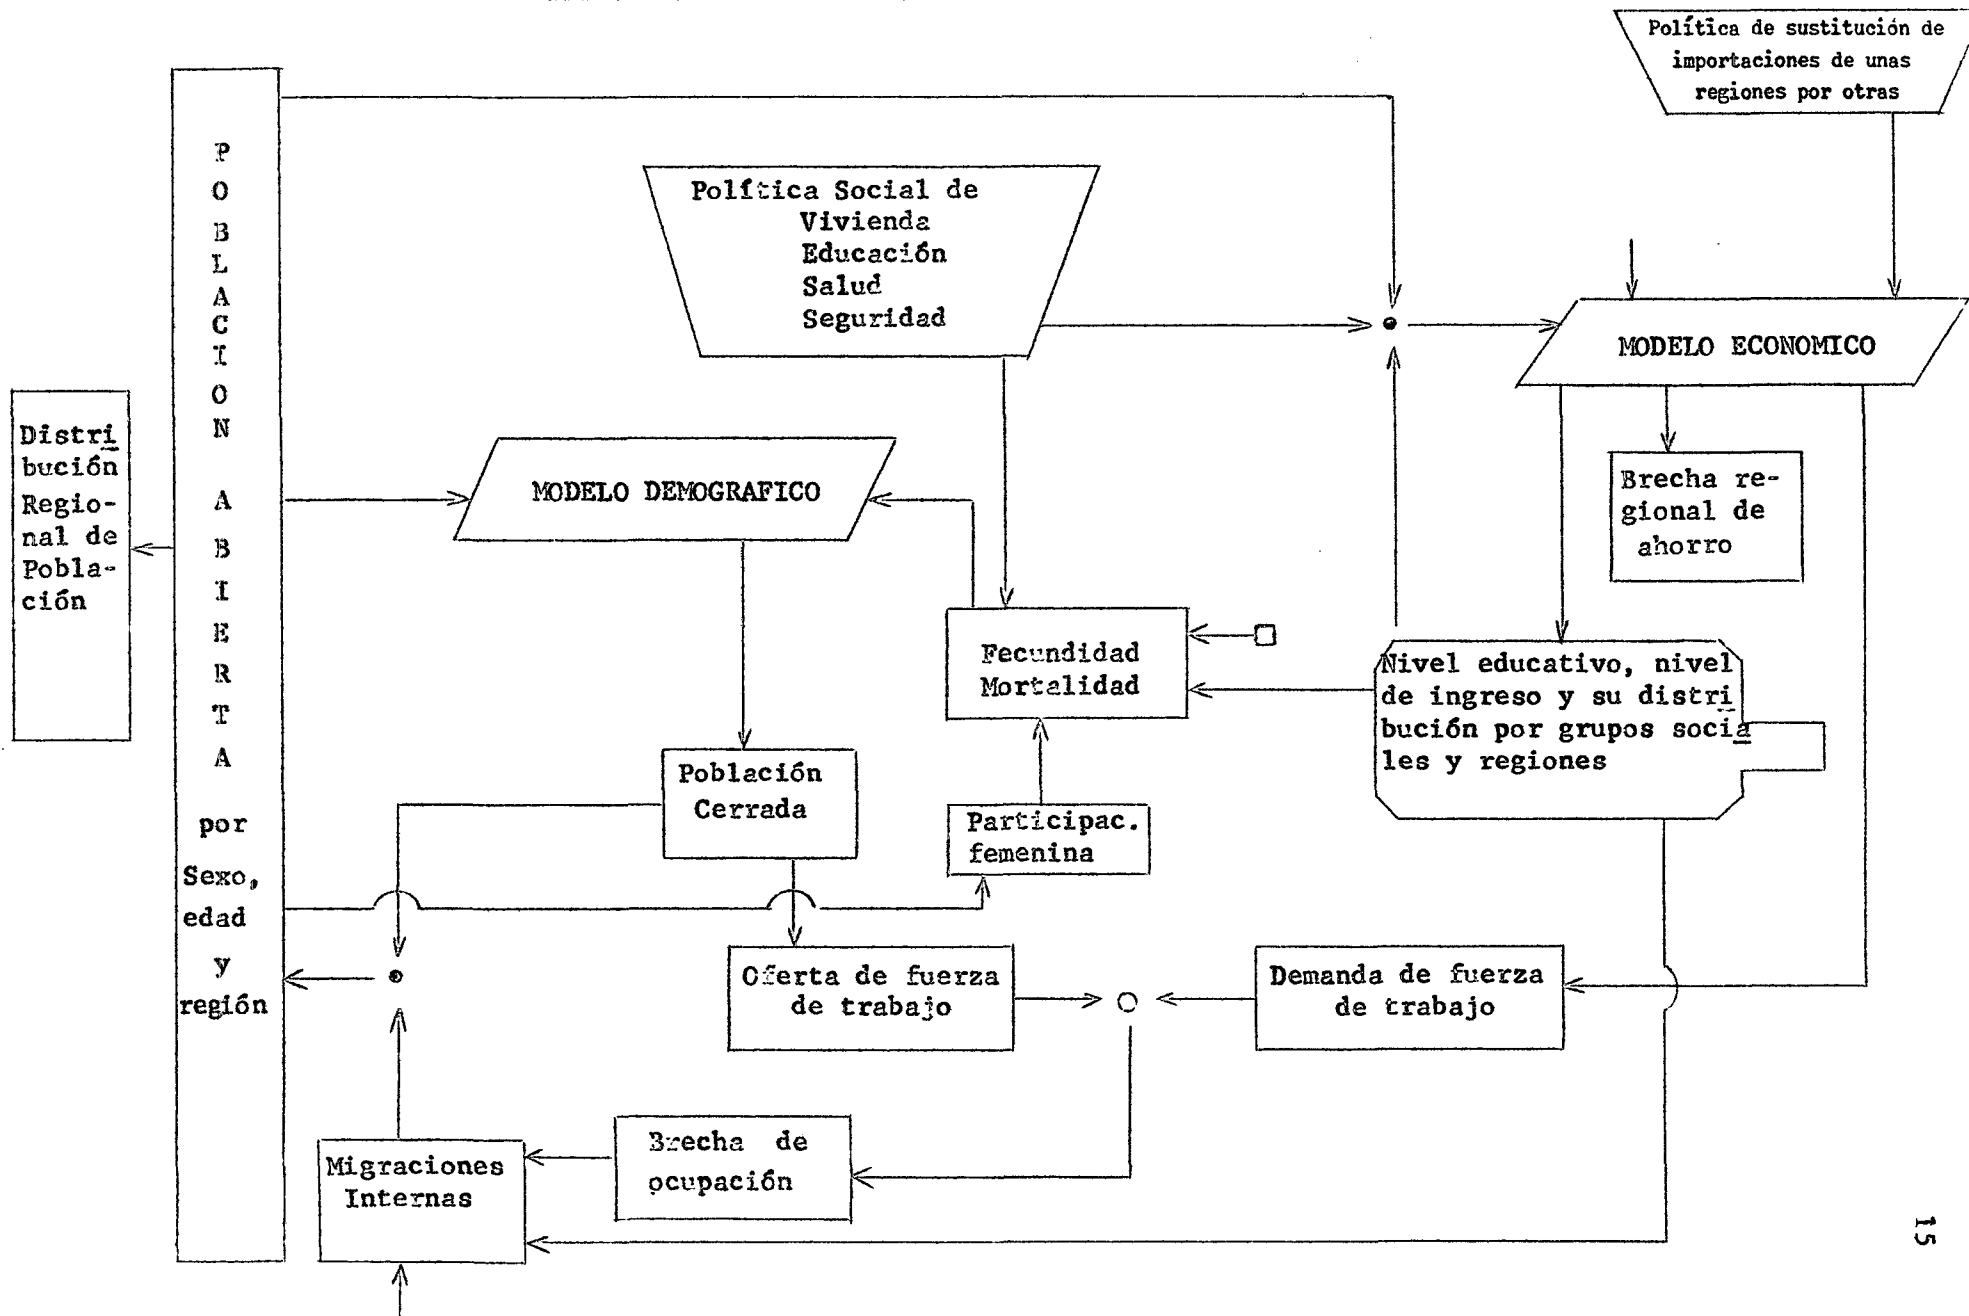 Política de sustitución de
importaciones de unas
regiones por otras
POBLACION ABIERTA
por
Sexo,
edad
y
región
Política Social de
Vivienda
Educación
Salud
Seguridad
MODELO ECONOMICO
Distri
bución
Regio-
nal de
Pobla-
ción
MODELO DEMOGRAFICO
Brecha re-
gional de
ahorro
Fecundidad
Mortalidad
Nivel educativo, nivel
de ingreso y su distri
bución por grupos socia
les y regiones
Población
Cerrada
Participac.
femenina
Oferta de fuerza
de trabajo
Demanda de fuerza
de trabajo
Brecha de
ocupación
Migraciones
Internas
15